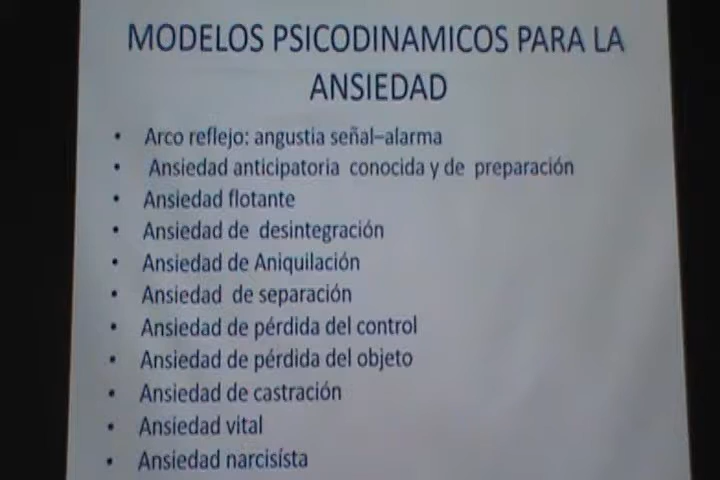 MODELOS PSICODINAMICOS PARA LA
ANSIEDAD
• Arco reflejo: angustia señal–alarma
• Ansiedad anticipatoria conocida y de preparación
• Ansiedad flotante
• Ansiedad de desintegración
• Ansiedad de Aniquilación
• Ansiedad de separación
• Ansiedad de pérdida del control
• Ansiedad de pérdida del objeto
• Ansiedad de castración
• Ansiedad vital
• Ansiedad narcisísta